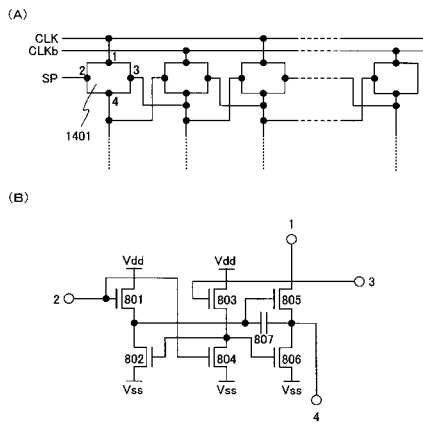 (A)
CLK
CLKb
1
SP 2 3
4
1401
(B)
1
Vdd Vdd
3
2 801 803 805
807
802 804 806
Vss Vss Vss
4